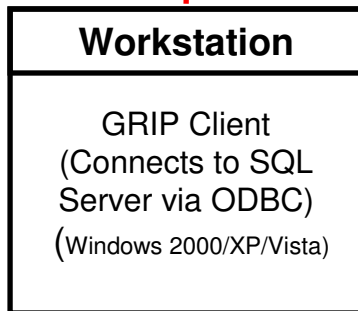 Workstation
GRIP Client
(Connects to SQL
Server via ODBC)
(Windows 2000/XP/Vista)